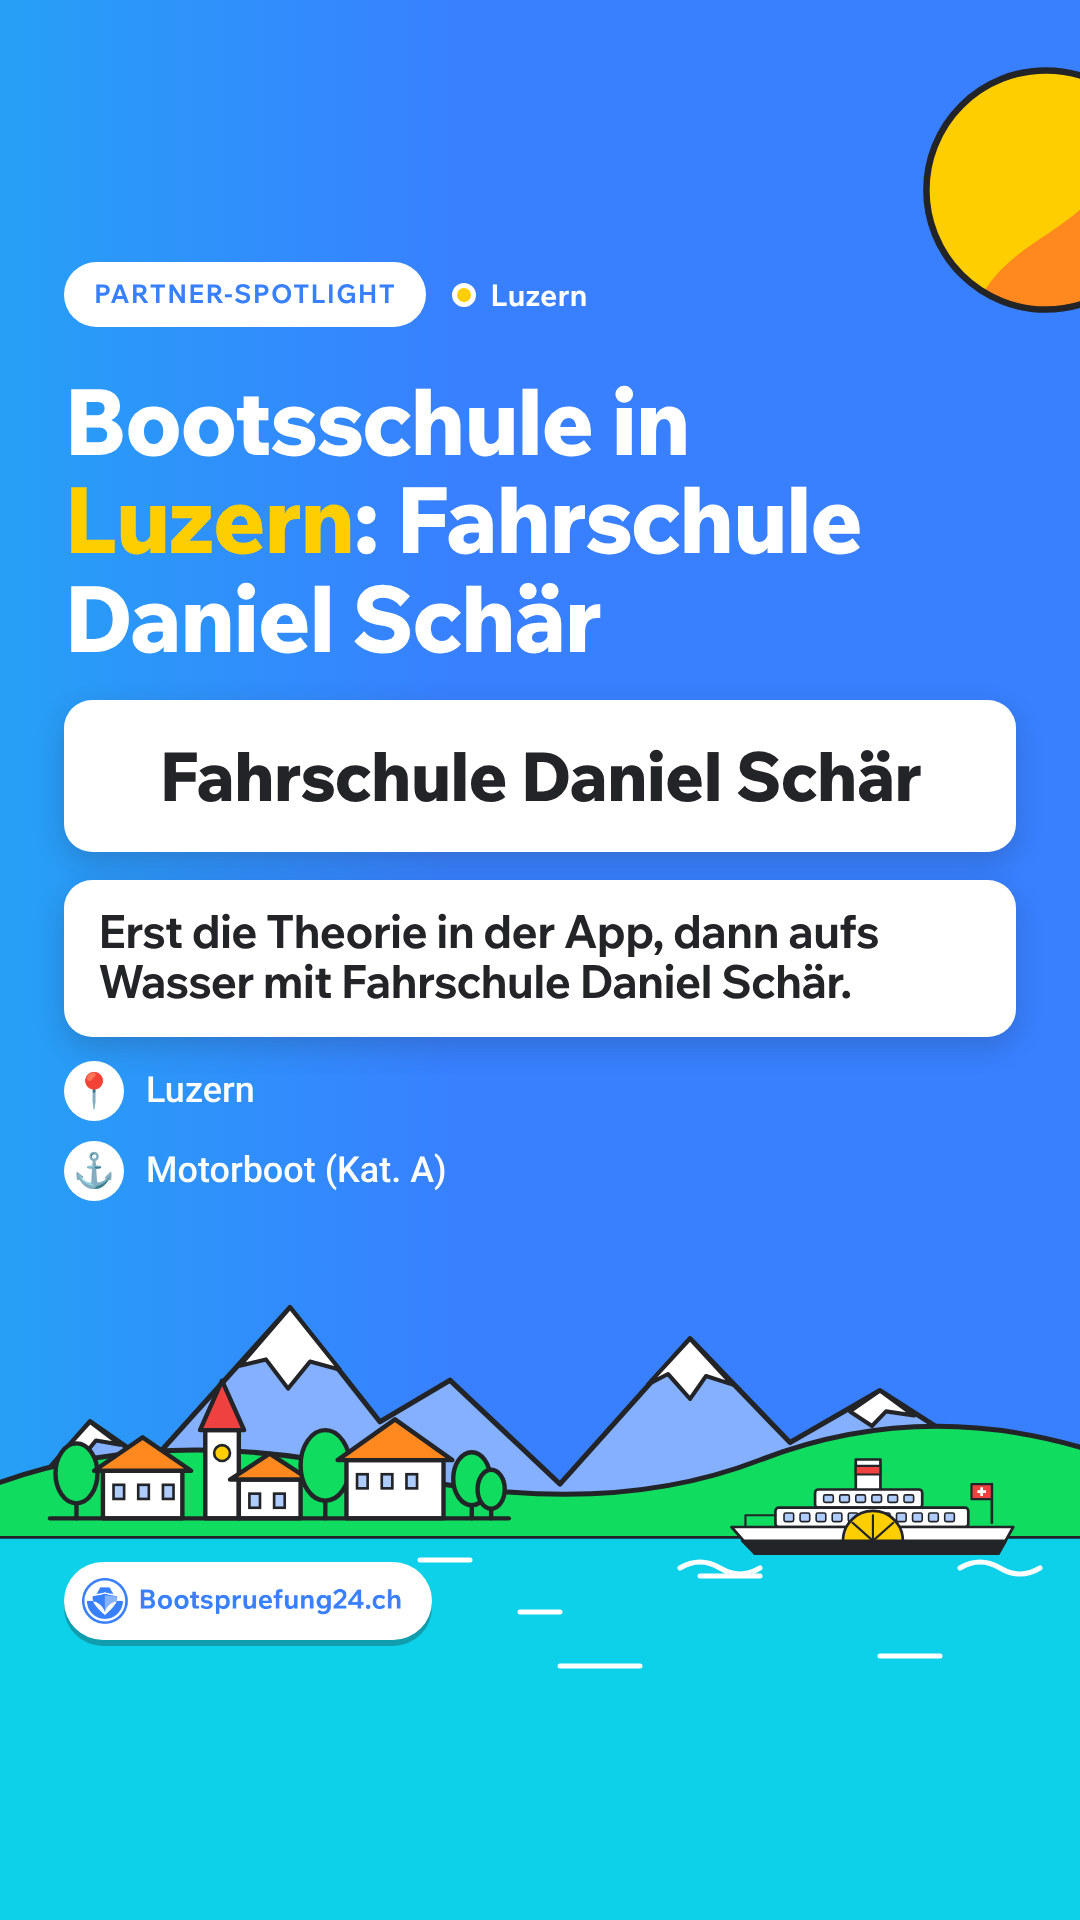 PARTNER-SPOTLIGHT
Luzern
Bootsschule in
Luzern: Fahrschule
Daniel Schär
Fahrschule Daniel Schär
Erst die Theorie in der App, dann aufs
Wasser mit Fahrschule Daniel Schär.
Luzern
Motorboot (Kat. A)
Bootspruefung24.ch